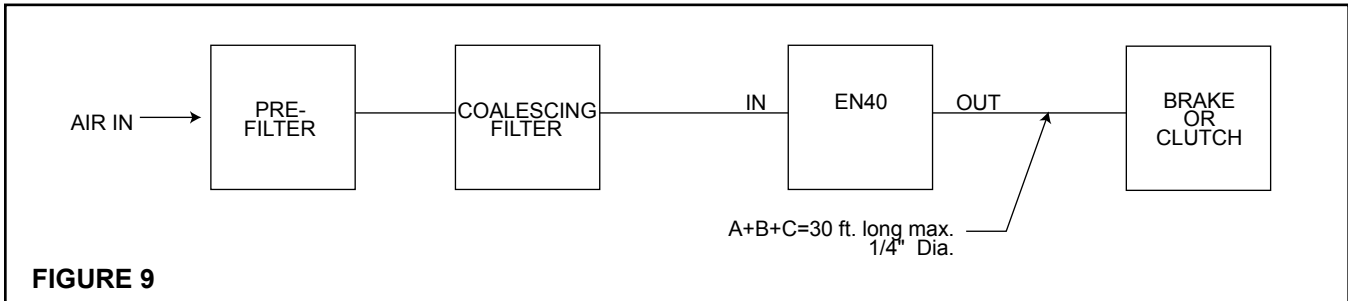 AIR IN
PRE-
FILTER
COALESCING
FILTER
IN
EN40
OUT
BRAKE
OR
CLUTCH
A+B+C=30 ft. long max.
1/4" Dia.
FIGURE 9